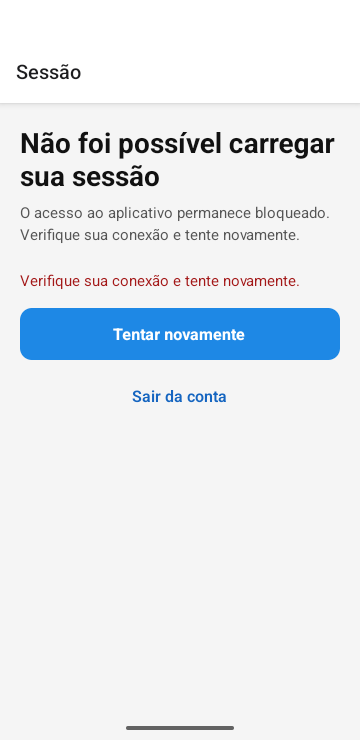 Sessão
Não foi possível carregar
sua sessão
O acesso ao aplicativo permanece bloqueado.
Verifique sua conexão e tente novamente.
Verifique sua conexão e tente novamente.
Tentar novamente
Sair da conta